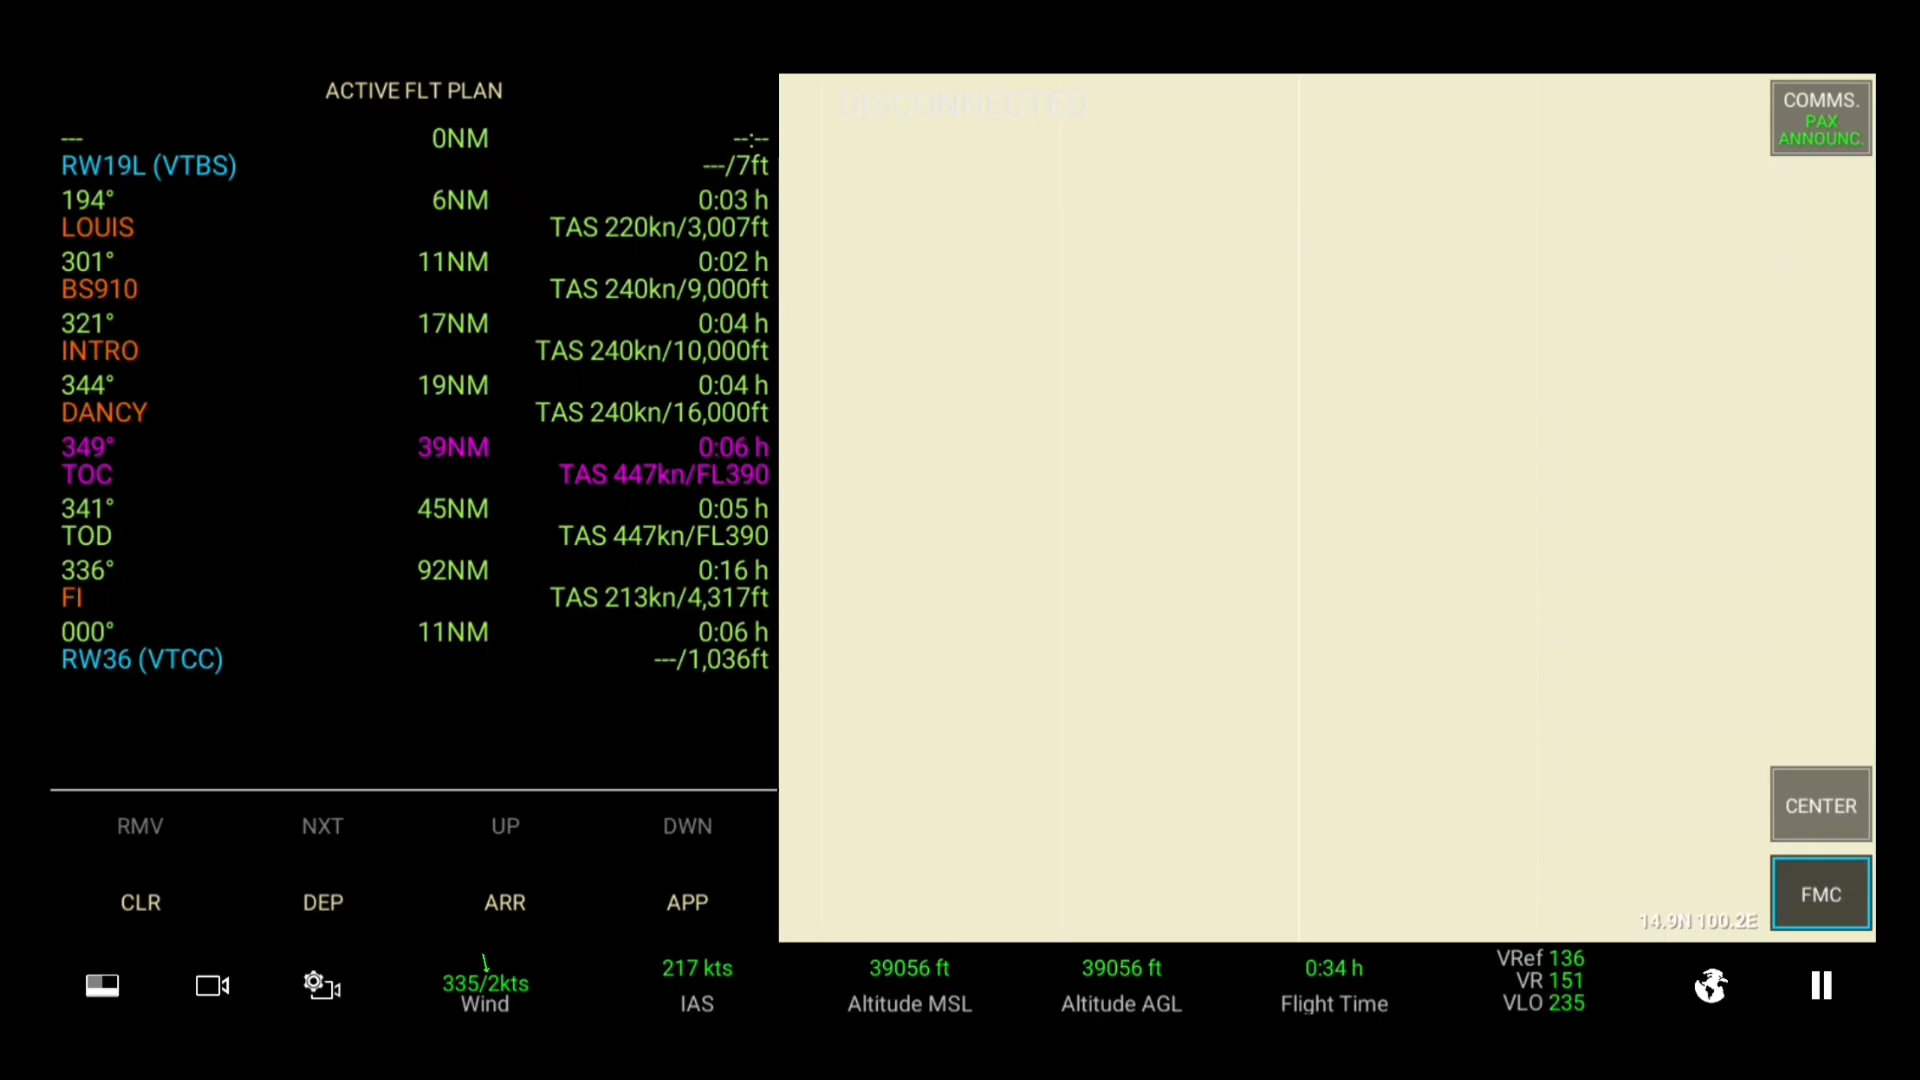 ACTIVE FLT PLAN
--- 0NM --:--
RW19L (VTBS) ---/7ft
194° 6NM 0:03 h
LOUIS TAS 220kn/3,007ft
301° 11NM 0:02 h
BS910 TAS 240kn/9,000ft
321° 17NM 0:04 h
INTRO TAS 240kn/10,000ft
344° 19NM 0:04 h
DANCY TAS 240kn/16,000ft
349° 39NM 0:06 h
TOC TAS 447kn/FL390
341° 45NM 0:05 h
TOD TAS 447kn/FL390
336° 92NM 0:16 h
FI TAS 213kn/4,317ft
000° 11NM 0:06 h
RW36 (VTCC) ---/1,036ft
RMV NXT UP DWN
CLR DEP ARR APP
DISCONNECTED
COMMS.
PAX
ANNOUNC.
CENTER
FMC
14.9N 100.2E
335/2kts
Wind
217 kts
IAS
39056 ft
Altitude MSL
39056 ft
Altitude AGL
0:34 h
Flight Time
VRef 136
VR 151
VLO 235